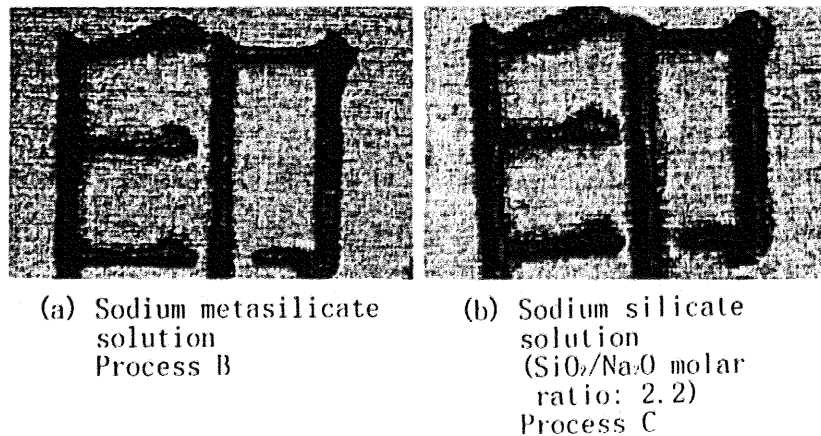 印
印
(a) Sodium metasilicate
solution
Process B
(b) Sodium silicate
solution
(SiO₂/Na₂O molar
ratio: 2.2)
Process C